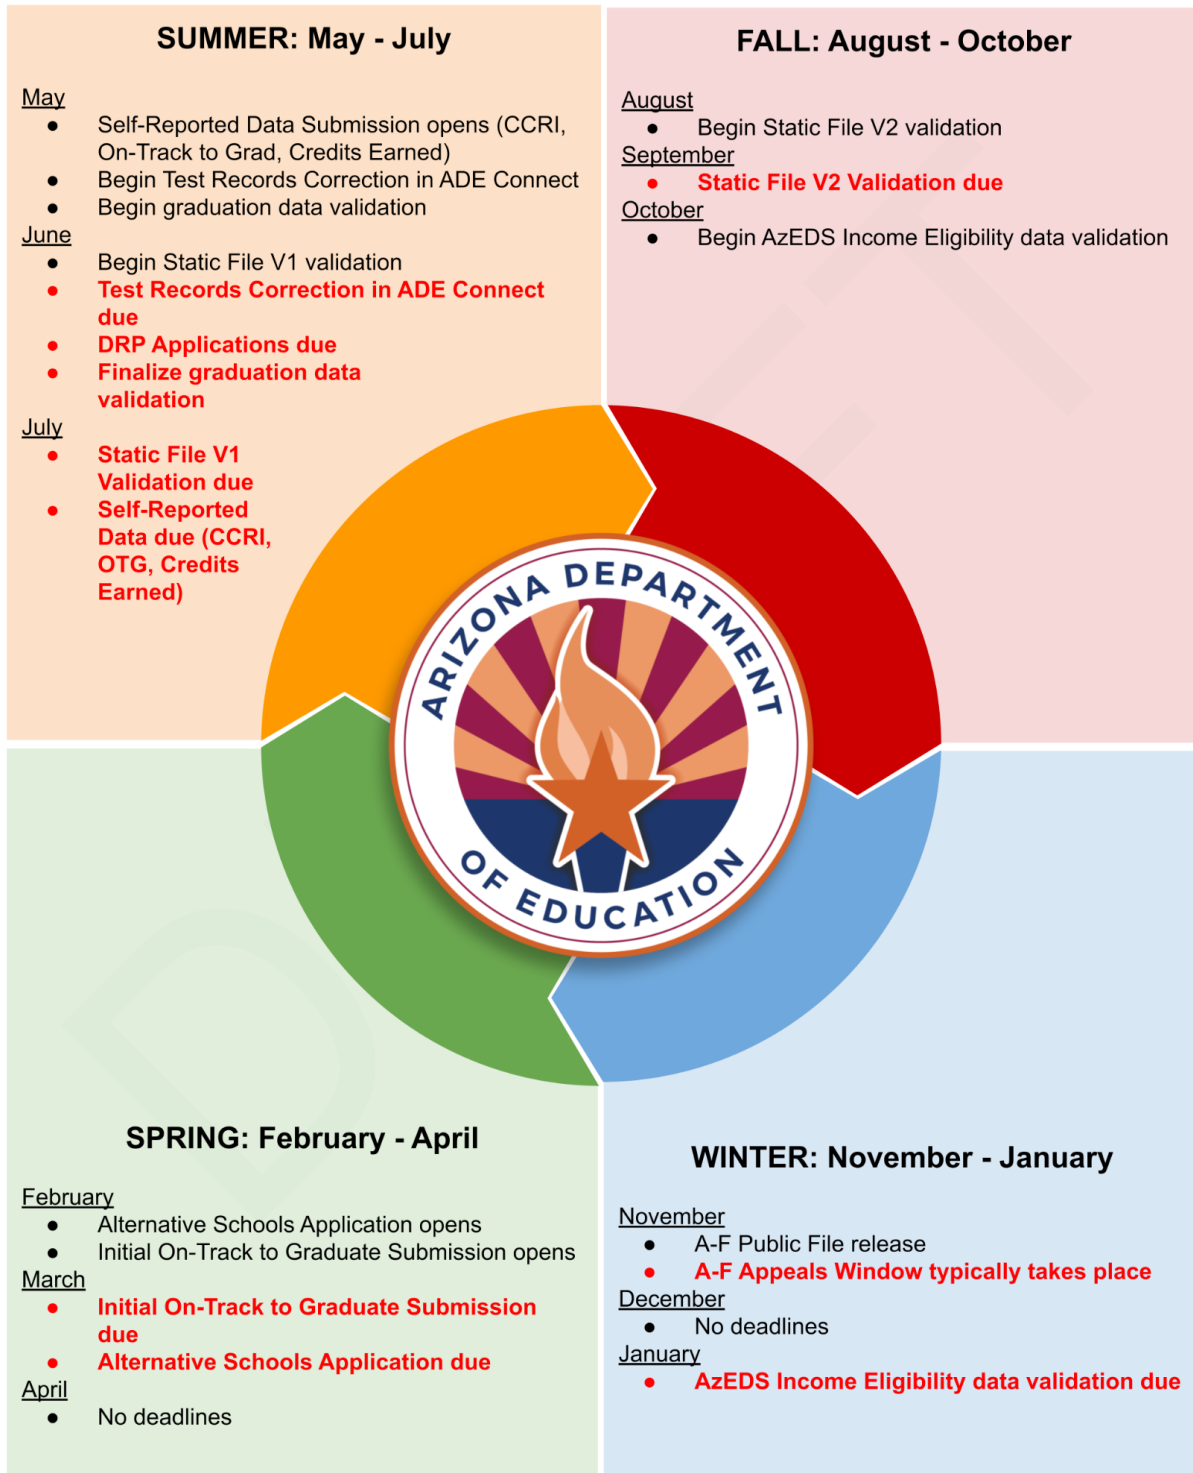 SUMMER: May - July
May
● Self-Reported Data Submission opens (CCRI,
On-Track to Grad, Credits Earned)
● Begin Test Records Correction in ADE Connect
● Begin graduation data validation
June
● Begin Static File V1 validation
● Test Records Correction in ADE Connect
due
● DRP Applications due
● Finalize graduation data
validation
July
● Static File V1
Validation due
● Self-Reported
Data due (CCRI,
OTG, Credits
Earned)
FALL: August - October
August
● Begin Static File V2 validation
September
● Static File V2 Validation due
October
● Begin AzEDS Income Eligibility data validation
ARIZONA DEPARTMENT
OF EDUCATION
SPRING: February - April
February
● Alternative Schools Application opens
● Initial On-Track to Graduate Submission opens
March
● Initial On-Track to Graduate Submission
due
● Alternative Schools Application due
April
● No deadlines
WINTER: November - January
November
● A-F Public File release
● A-F Appeals Window typically takes place
December
● No deadlines
January
● AzEDS Income Eligibility data validation due